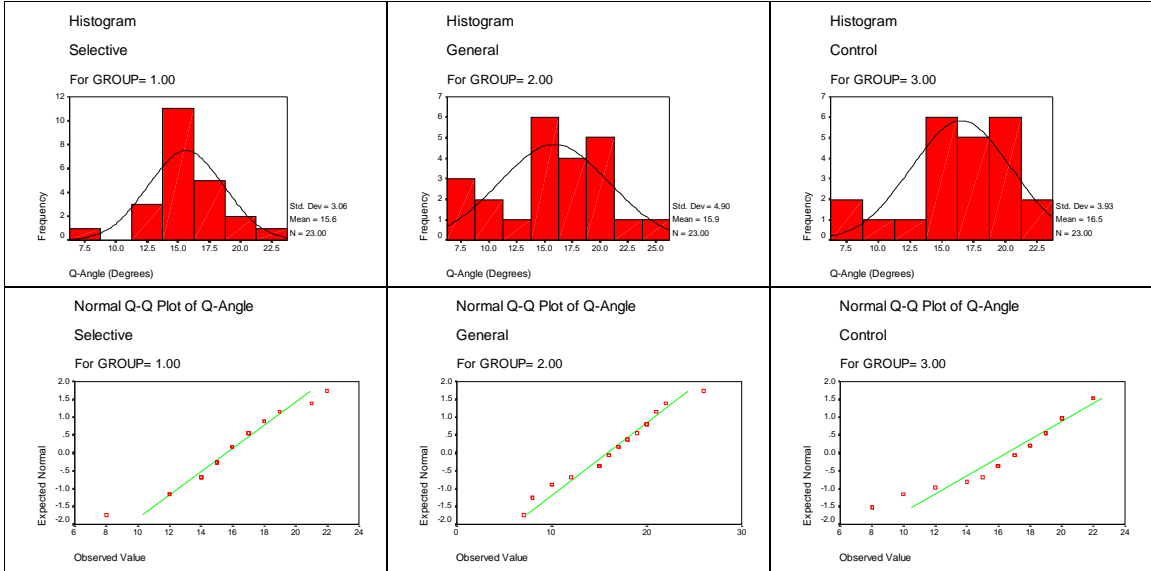 Histogram
Selective
For GROUP= 1.00
12
10
8
6
4
2
0
Frequency
7.5 10.0 12.5 15.0 17.5 20.0 22.5
Std. Dev = 3.06
Mean = 15.6
N = 23.00
Q-Angle (Degrees)
Histogram
General
For GROUP= 2.00
7
6
5
4
3
2
1
0
Frequency
7.5 10.0 12.5 15.0 17.5 20.0 22.5 25.0
Std. Dev = 4.90
Mean = 15.9
N = 23.00
Q-Angle (Degrees)
Histogram
Control
For GROUP= 3.00
7
6
5
4
3
2
1
0
Frequency
7.5 10.0 12.5 15.0 17.5 20.0 22.5
Std. Dev = 3.93
Mean = 16.5
N = 23.00
Q-Angle (Degrees)
Normal Q-Q Plot of Q-Angle
Selective
For GROUP= 1.00
2.0
1.5
1.0
.5
0.0
-.5
-1.0
-1.5
-2.0
Expected Normal
6 8 10 12 14 16 18 20 22 24
Observed Value
Normal Q-Q Plot of Q-Angle
General
For GROUP= 2.00
2.0
1.5
1.0
.5
0.0
-.5
-1.0
-1.5
-2.0
Expected Normal
0 10 20 30
Observed Value
Normal Q-Q Plot of Q-Angle
Control
For GROUP= 3.00
2.0
1.5
1.0
.5
0.0
-.5
-1.0
-1.5
-2.0
Expected Normal
6 8 10 12 14 16 18 20 22 24
Observed Value